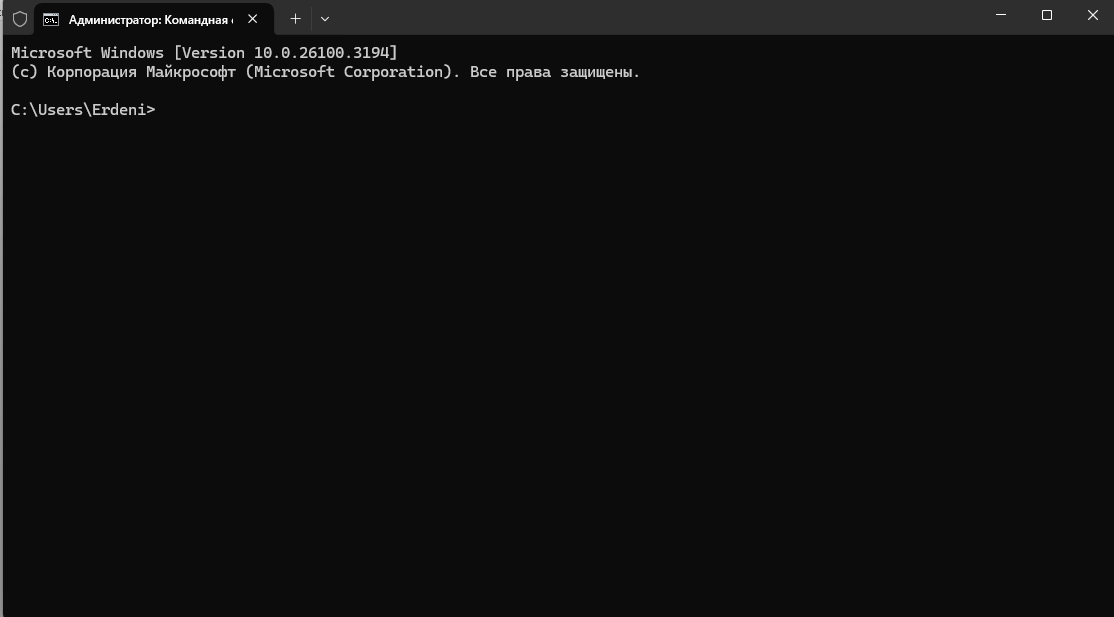 Администратор: Командная
Microsoft Windows [Version 10.0.26100.3194]
(c) Корпорация Майкрософт (Microsoft Corporation). Все права защищены.
C:\Users\Erdeni>